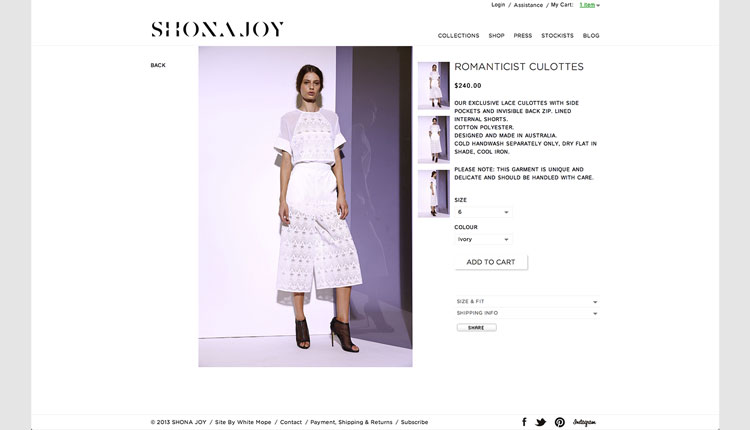 Login / Assistance / My Cart: 1 item
SHONA JOY
COLLECTIONS SHOP PRESS STOCKISTS BLOG
BACK
ROMANTICIST CULOTTES
$240.00
OUR EXCLUSIVE LACE CULOTTES WITH SIDE
POCKETS AND INVISIBLE BACK ZIP. LINED
INTERNAL SHORTS.
COTTON POLYESTER.
DESIGNED AND MADE IN AUSTRALIA.
COLD HANDWASH SEPARATELY ONLY, DRY FLAT IN
SHADE, COOL IRON.
PLEASE NOTE: THIS GARMENT IS UNIQUE AND
DELICATE AND SHOULD BE HANDLED WITH CARE.
SIZE
6
COLOUR
Ivory
ADD TO CART
SIZE & FIT
SHIPPING INFO
SHARE
© 2013 SHONA JOY / Site By White Mope / Contact / Payment, Shipping & Returns / Subscribe
Instagram